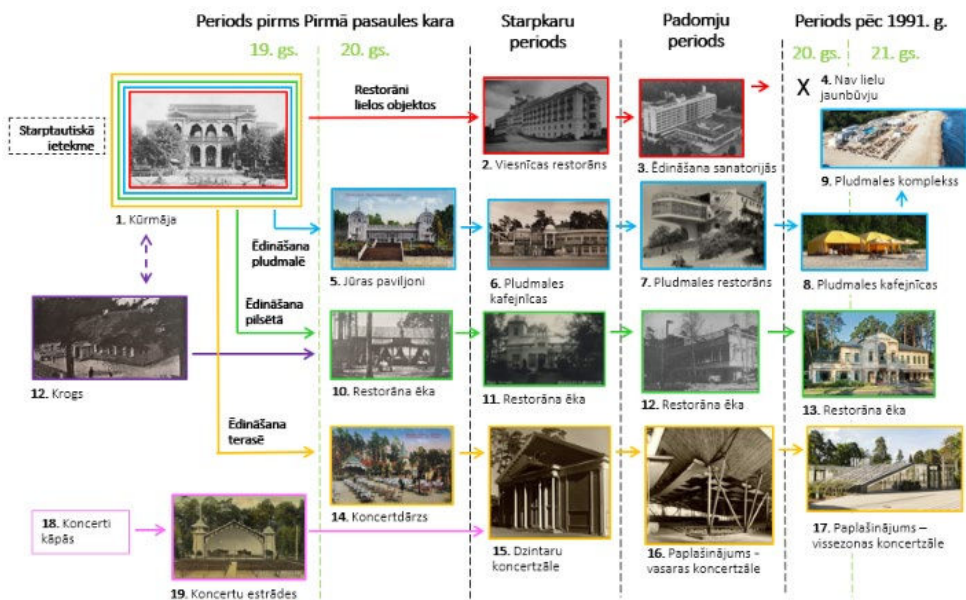 Periods pirms Pirmā pasaules kara
Starpkaru
periods
Padomju
periods
Periods pēc 1991. g.
19. gs.
20. gs.
20. gs.
21. gs.
Starptautiskā
ietekme
1. Kūrmāja
Restorāni
lielos objektos
2. Viesnīcas restorāns
3. Ēdināšana sanatorijās
X
4. Nav lielu
jaunbūvju
9. Pludmales komplekss
Ēdināšana
pludmalē
5. Jūras paviljoni
6. Pludmales
kafejnīcas
7. Pludmales restorāns
8. Pludmales kafejnīcas
Ēdināšana
pilsētā
12. Krogs
10. Restorāna ēka
11. Restorāna ēka
12. Restorāna ēka
13. Restorāna ēka
Ēdināšana
terasē
14. Koncertdārzs
15. Dzintaru
koncertzāle
16. Paplašinājums -
vasaras koncertzāle
17. Paplašinājums –
vissezonas koncertzāle
18. Koncerti
kāpās
19. Koncertu estrādes